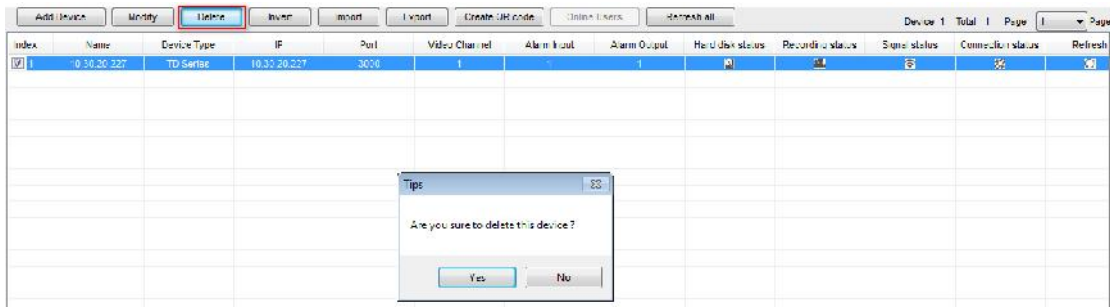 Add Device Modify Delete Invert Import Export Create QR code Online Users Refresh all Device 1 Total 1 Page 1 Page
Index Name Device Type IP Port Video Channel Alarm Input Alarm Output Hard disk status Recording status Signal status Connection status Refresh
1 10.30.20.227 TD Series 10.30.20.227 3000 1 1 1
Tips
Are you sure to delete this device ?
Yes No